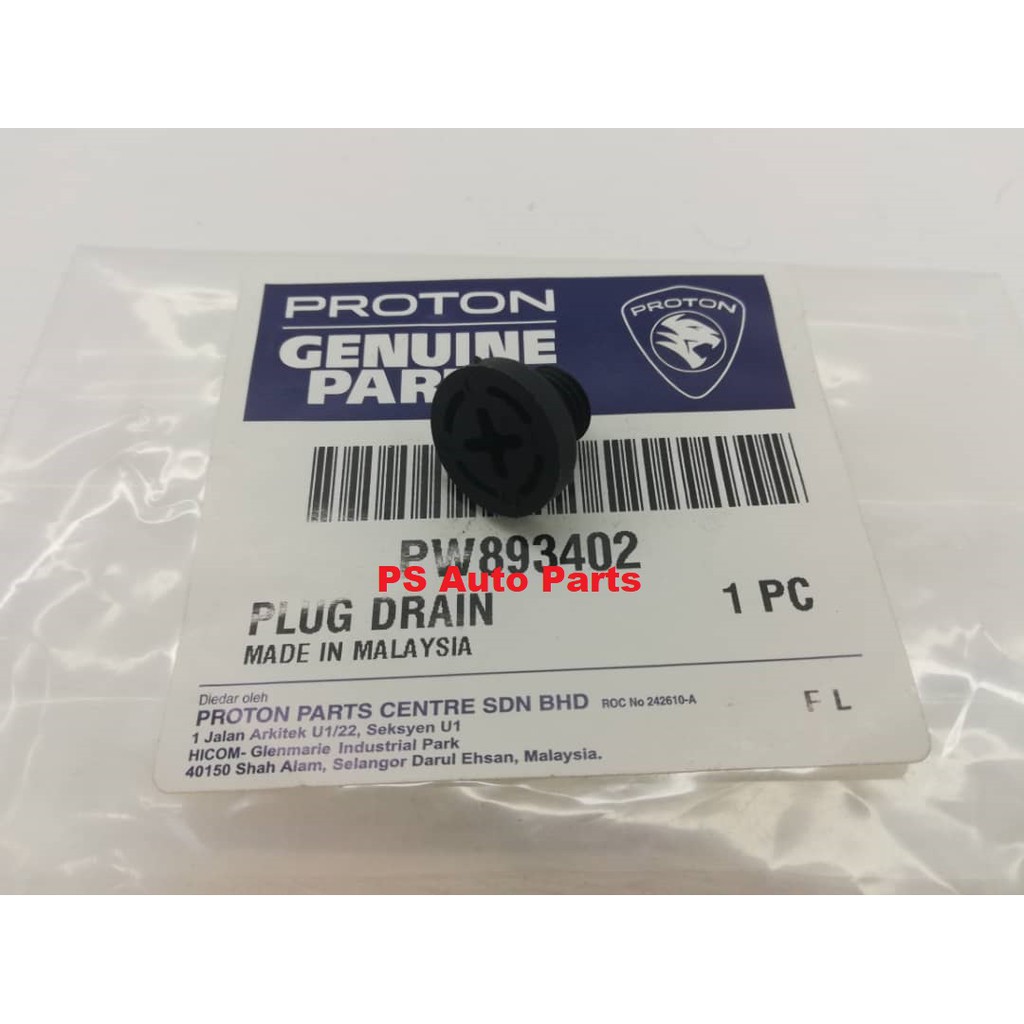 PROTON
GENUINE
PAR
PROTON
PW893402
PS Auto Parts
PLUG DRAIN
1 PC
MADE IN MALAYSIA
Diedar oleh
PROTON PARTS CENTRE SDN BHD ROC No 242610-A
F L
1 Jalan Arkitek U1/22, Seksyen U1
HICOM- Glenmarie Industrial Park
40150 Shah Alam, Selangor Darul Ehsan, Malaysia.